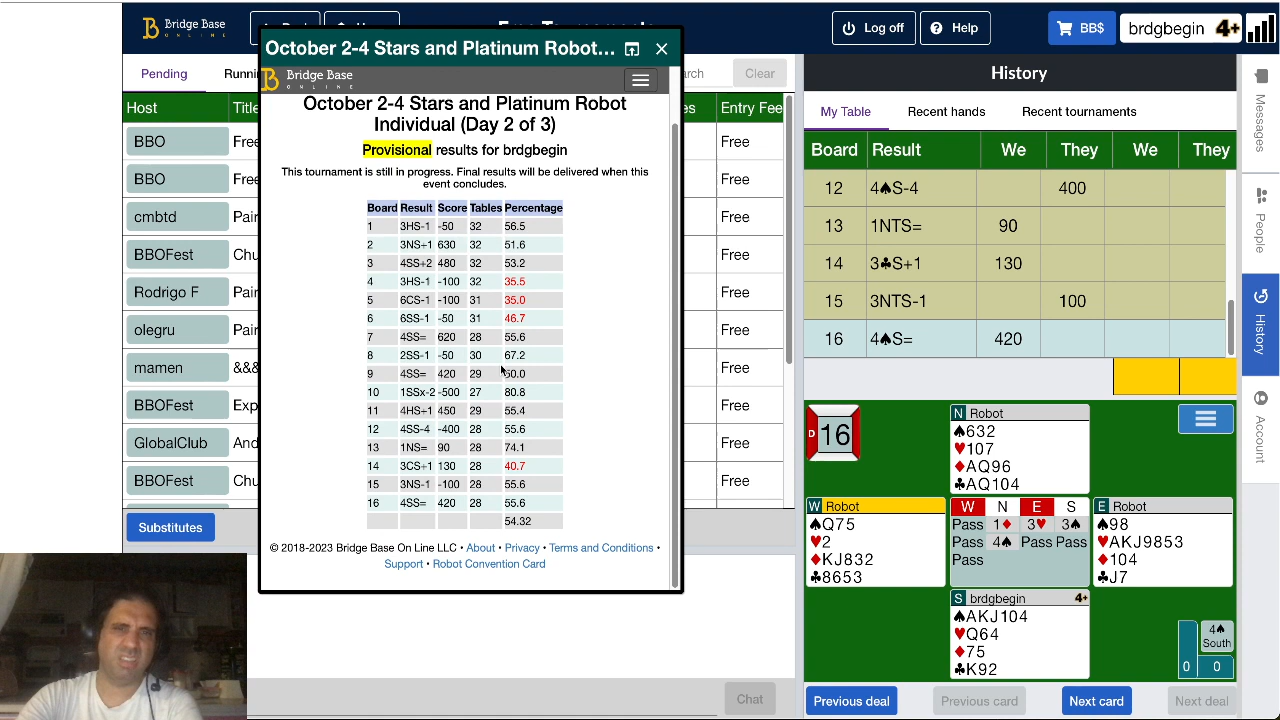 Bridge Base
ONLINE
Log off
Help
BB$
brdgbegin 4+
Pending
Runnin
Clear
Host
Title
Entry Fee
BBO
Free
BBO
Free
cmbtd
Pair
Free
BBOFest
Chu
Free
Rodrigo F
Pair
Free
olegru
Pair
Free
mamen
&&&
Free
BBOFest
Exp
Free
GlobalClub
And
Free
BBOFest
Chu
Free
Substitutes
Chat
October 2-4 Stars and Platinum Robot...
Bridge Base
ONLINE
October 2-4 Stars and Platinum Robot
Individual (Day 2 of 3)
Provisional results for brdgbegin
This tournament is still in progress. Final results will be delivered when this
event concludes.
Board Result Score Tables Percentage
1 3HS-1 -50 32 56.5
2 3NS+1 630 32 51.6
3 4SS+2 480 32 53.2
4 3HS-1 -100 32 35.5
5 6CS-1 -100 31 35.0
6 6SS-1 -50 31 46.7
7 4SS= 620 28 55.6
8 2SS-1 -50 30 67.2
9 4SS= 420 29 50.0
10 1SSx-2 -500 27 80.8
11 4HS+1 450 29 55.4
12 4SS-4 -400 28 55.6
13 1NS= 90 28 74.1
14 3CS+1 130 28 40.7
15 3NS-1 -100 28 55.6
16 4SS= 420 28 55.6
54.32
© 2018-2023 Bridge Base On Line LLC • About • Privacy • Terms and Conditions •
Support • Robot Convention Card
History
My Table Recent hands Recent tournaments
Board Result We They We They
12 4♠S-4 400
13 1NTS= 90
14 3♣S+1 130
15 3NTS-1 100
16 4♠S= 420
D 16
N Robot
♠632
♥107
♦AQ96
♣AQ104
W Robot
♠Q75
♥2
♦KJ832
♣8653
W N E S
Pass 1♦ 3♥ 3♠
Pass 4♠ Pass Pass
Pass
E Robot
♠98
♥AKJ9853
♦104
♣J7
S brdgbegin 4+
♠AKJ104
♥Q64
♦75
♣K92
4♠
South
0 0
Previous deal
Previous card
Next card
Next deal
Messages
People
History
Account